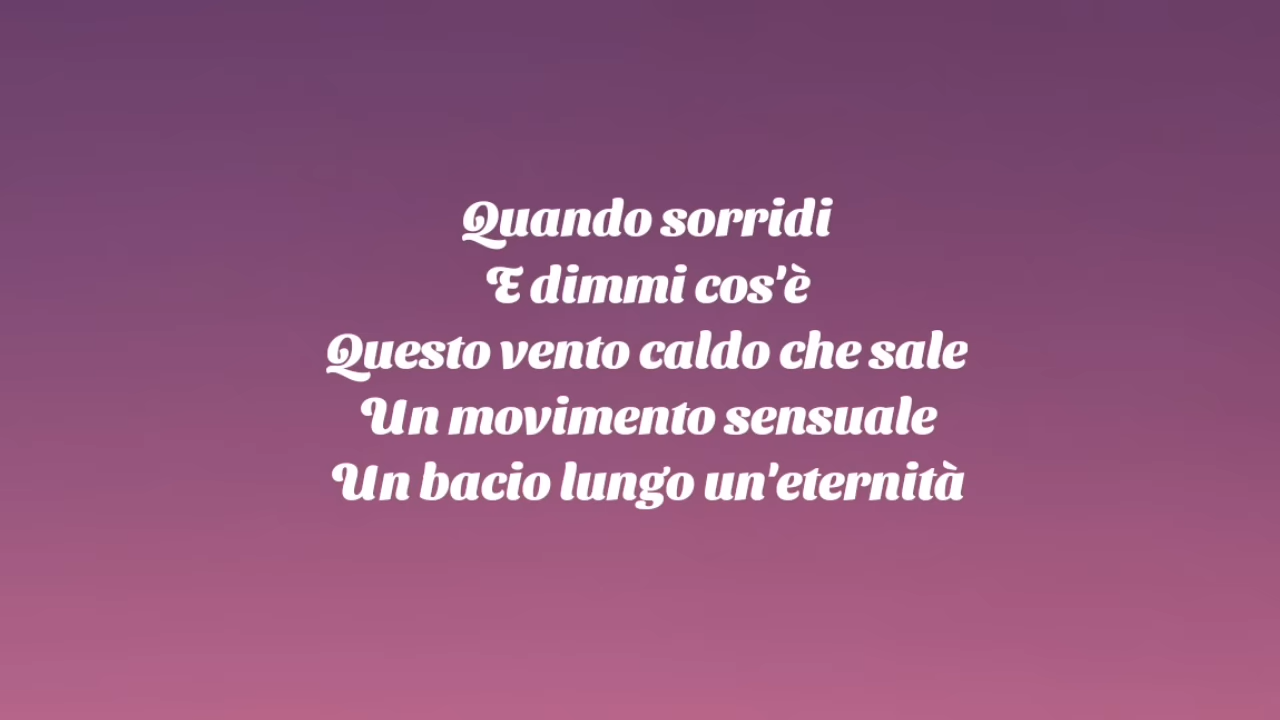 Quando sorridi
E dimmi cos'è
Questo vento caldo che sale
Un movimento sensuale
Un bacio lungo un'eternità